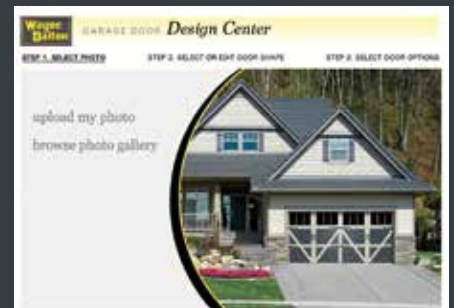 Wayne Dalton
GARAGE DOOR Design Center
STEP 1. SELECT PHOTO STEP 2. SELECT OR EDIT DOOR SHAPE STEP 3. SELECT DOOR OPTIONS
upload my photo
browse photo gallery